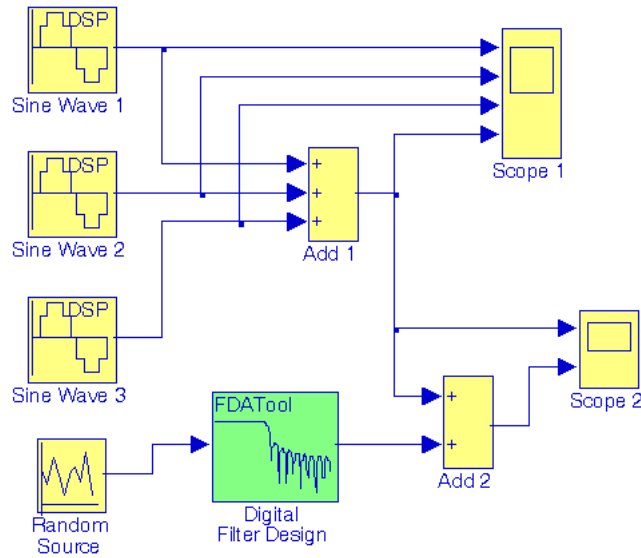 DSP
Sine Wave 1
DSP
Sine Wave 2
DSP
Sine Wave 3
+
+
+
Add 1
Scope 1
Scope 2
FDATool
Digital
Filter Design
+
+
Add 2
Random
Source